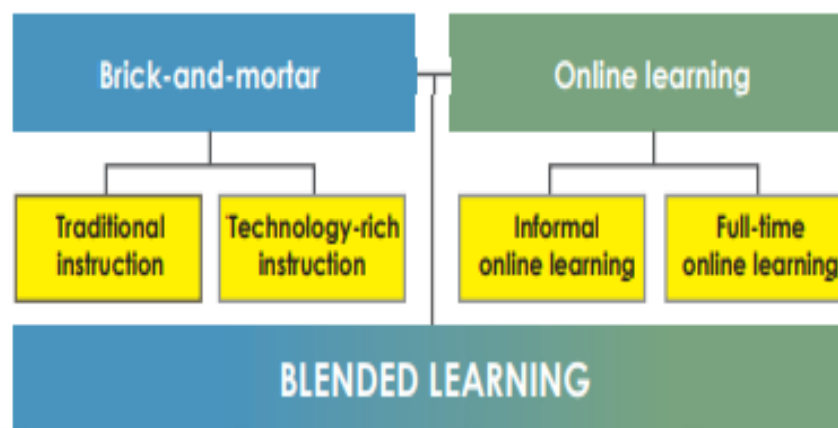 Brick-and-mortar
Online learning
Traditional
instruction
Technology-rich
instruction
Informal
online learning
Full-time
online learning
BLENDED LEARNING